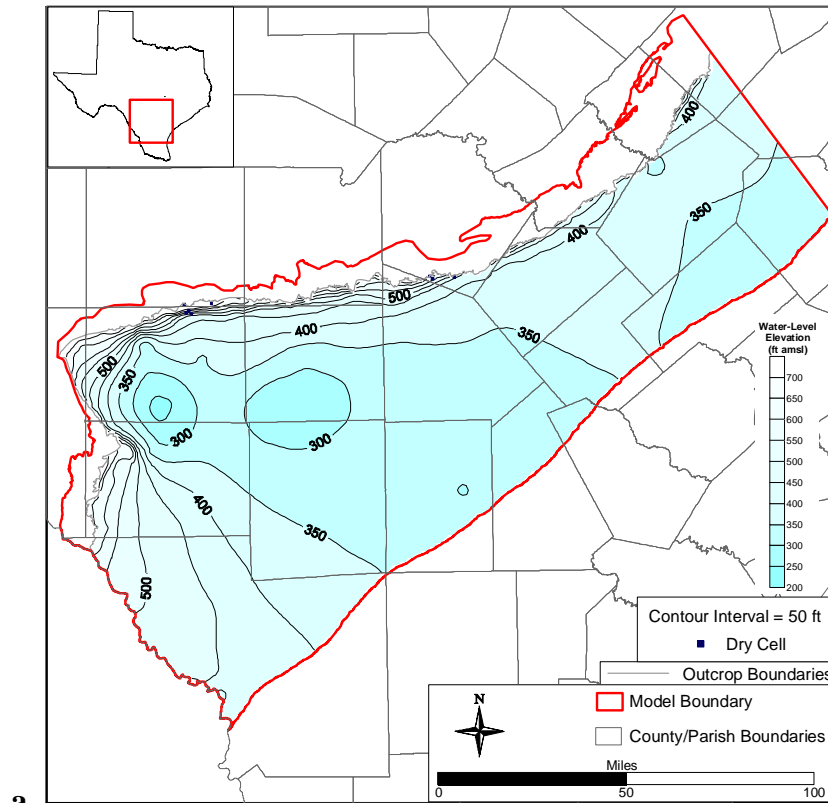 400
350
400
500
400
350
500
350
300
300
400
350
500
Water-Level
Elevation
(ft amsl)
700
650
600
550
500
450
400
350
300
250
200
Contour Interval = 50 ft
Dry Cell
Outcrop Boundaries
Model Boundary
County/Parish Boundaries
N
Miles
0 50 100
a